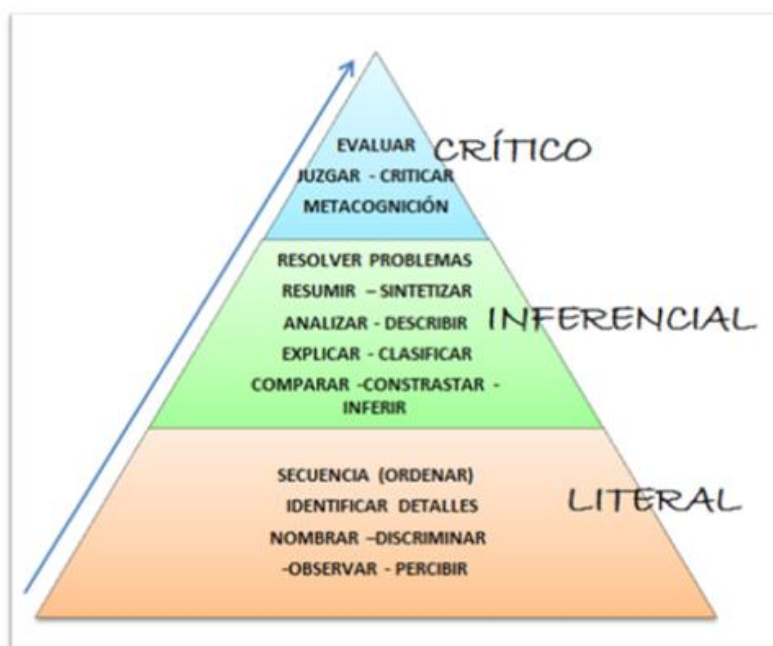 EVALUAR
CRÍTICO
JUZGAR - CRITICAR
METACOGNICIÓN
RESOLVER PROBLEMAS
RESUMIR – SINTETIZAR
ANALIZAR - DESCRIBIR
INFERENCIAL
EXPLICAR - CLASIFICAR
COMPARAR -CONSTRASTAR -
INFERIR
SECUENCIA (ORDENAR)
IDENTIFICAR DETALLES
LITERAL
NOMBRAR –DISCRIMINAR
-OBSERVAR - PERCIBIR